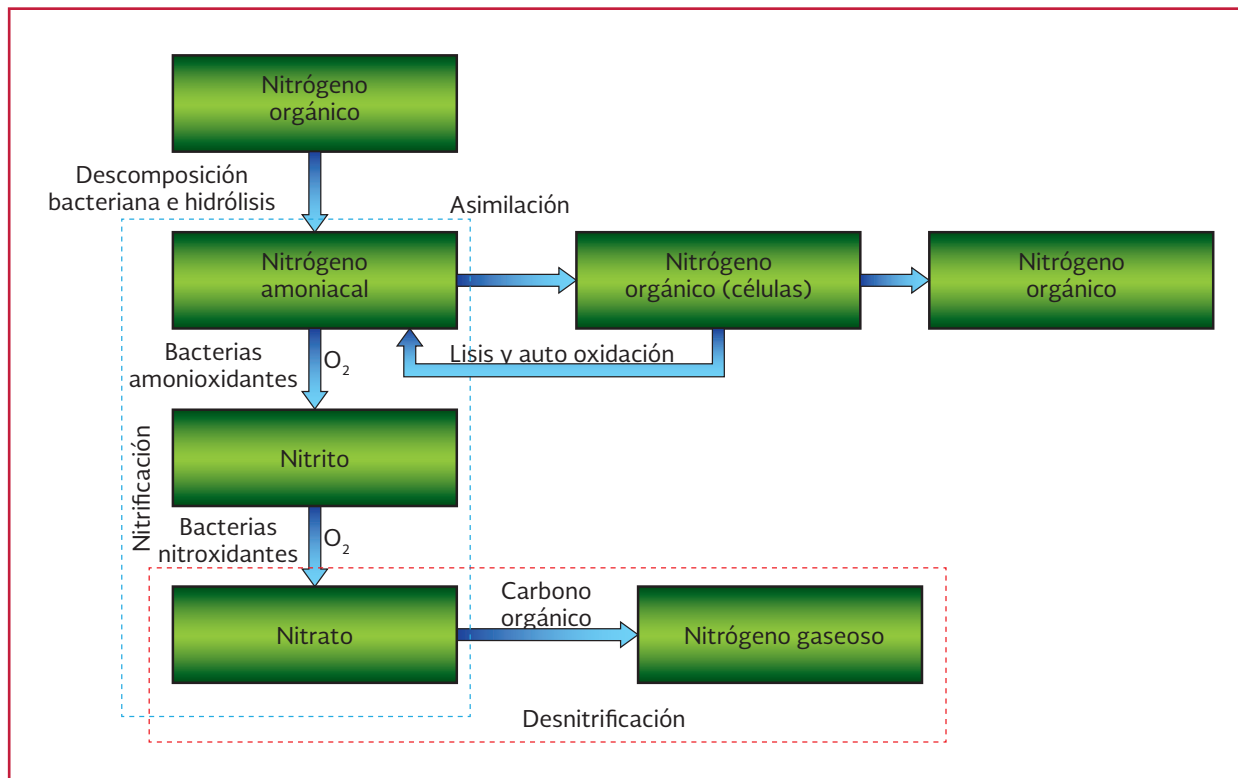 Nitrógeno
orgánico
Descomposición
bacteriana e hidrólisis
Asimilación
Nitrógeno
amoniacal
Nitrógeno
orgánico (células)
Nitrógeno
orgánico
Lisis y auto oxidación
Bacterias
amonioxidantes
O₂
Nitrito
Nitrificación
Bacterias
nitroxidantes
O₂
Nitrato
Carbono
orgánico
Nitrógeno gaseoso
Desnitrificación